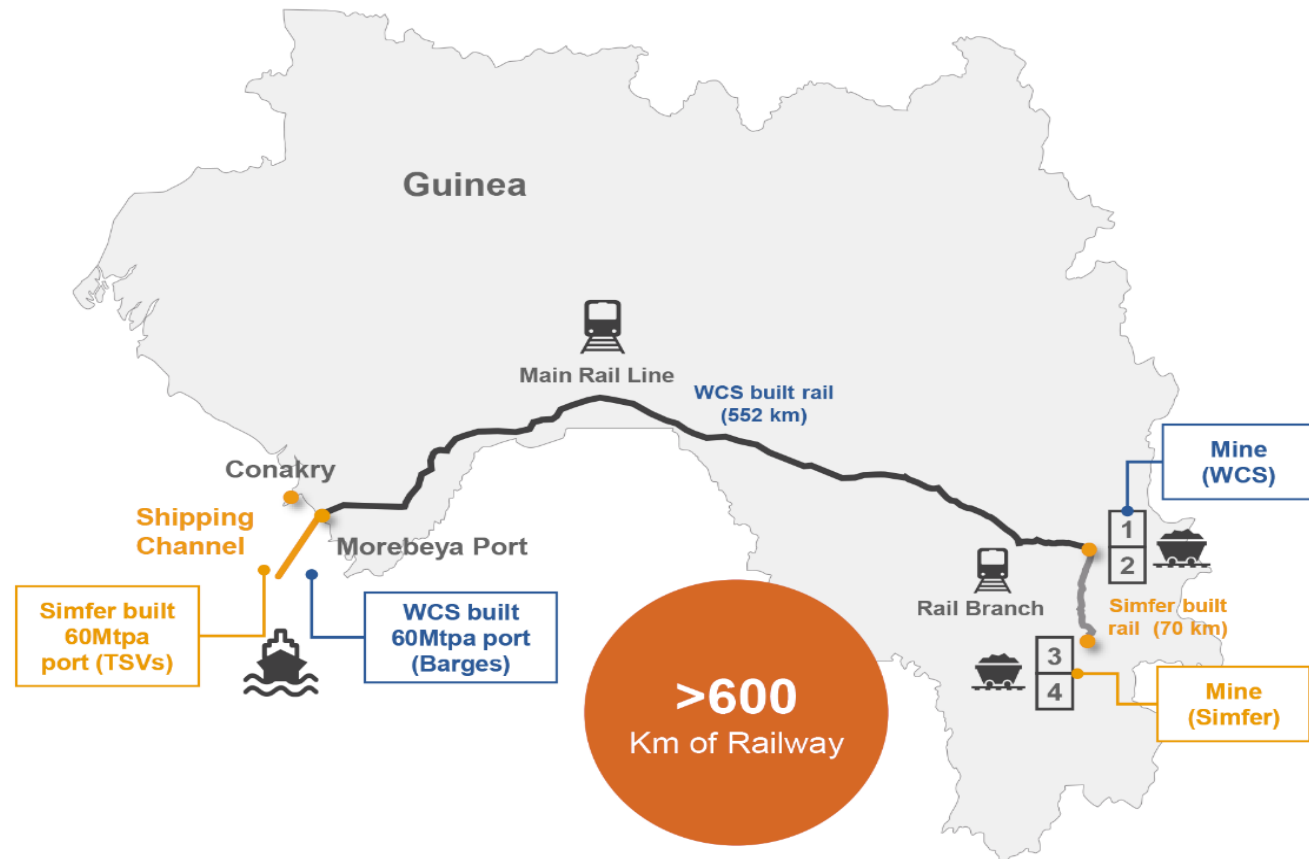 Guinea
Main Rail Line
WCS built rail
(552 km)
Mine
(WCS)
Conakry
1
Shipping
Channel
Morebeya Port
2
Rail Branch
Simfer built
rail (70 km)
Simfer built
60Mtpa
port (TSVs)
WCS built
60Mtpa port
(Barges)
3
4
>600
Km of Railway
Mine
(Simfer)